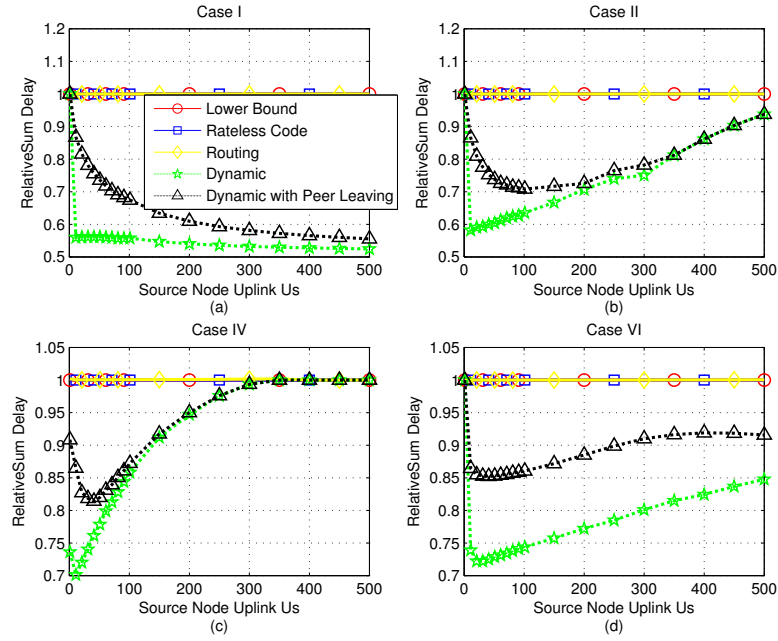 Case I
1.2
1.1
1
0.9
0.8
0.7
0.6
0.5
RelativeSum Delay
Lower Bound
Rateless Code
Routing
Dynamic
Dynamic with Peer Leaving
0 100 200 300 400 500
Source Node Uplink Us
(a)
Case II
1.2
1.1
1
0.9
0.8
0.7
0.6
0.5
RelativeSum Delay
0 100 200 300 400 500
Source Node Uplink Us
(b)
Case IV
1.05
1
0.95
0.9
0.85
0.8
0.75
0.7
RelativeSum Delay
0 100 200 300 400 500
Source Node Uplink Us
(c)
Case VI
1.05
1
0.95
0.9
0.85
0.8
0.75
0.7
RelativeSum Delay
0 100 200 300 400 500
Source Node Uplink Us
(d)